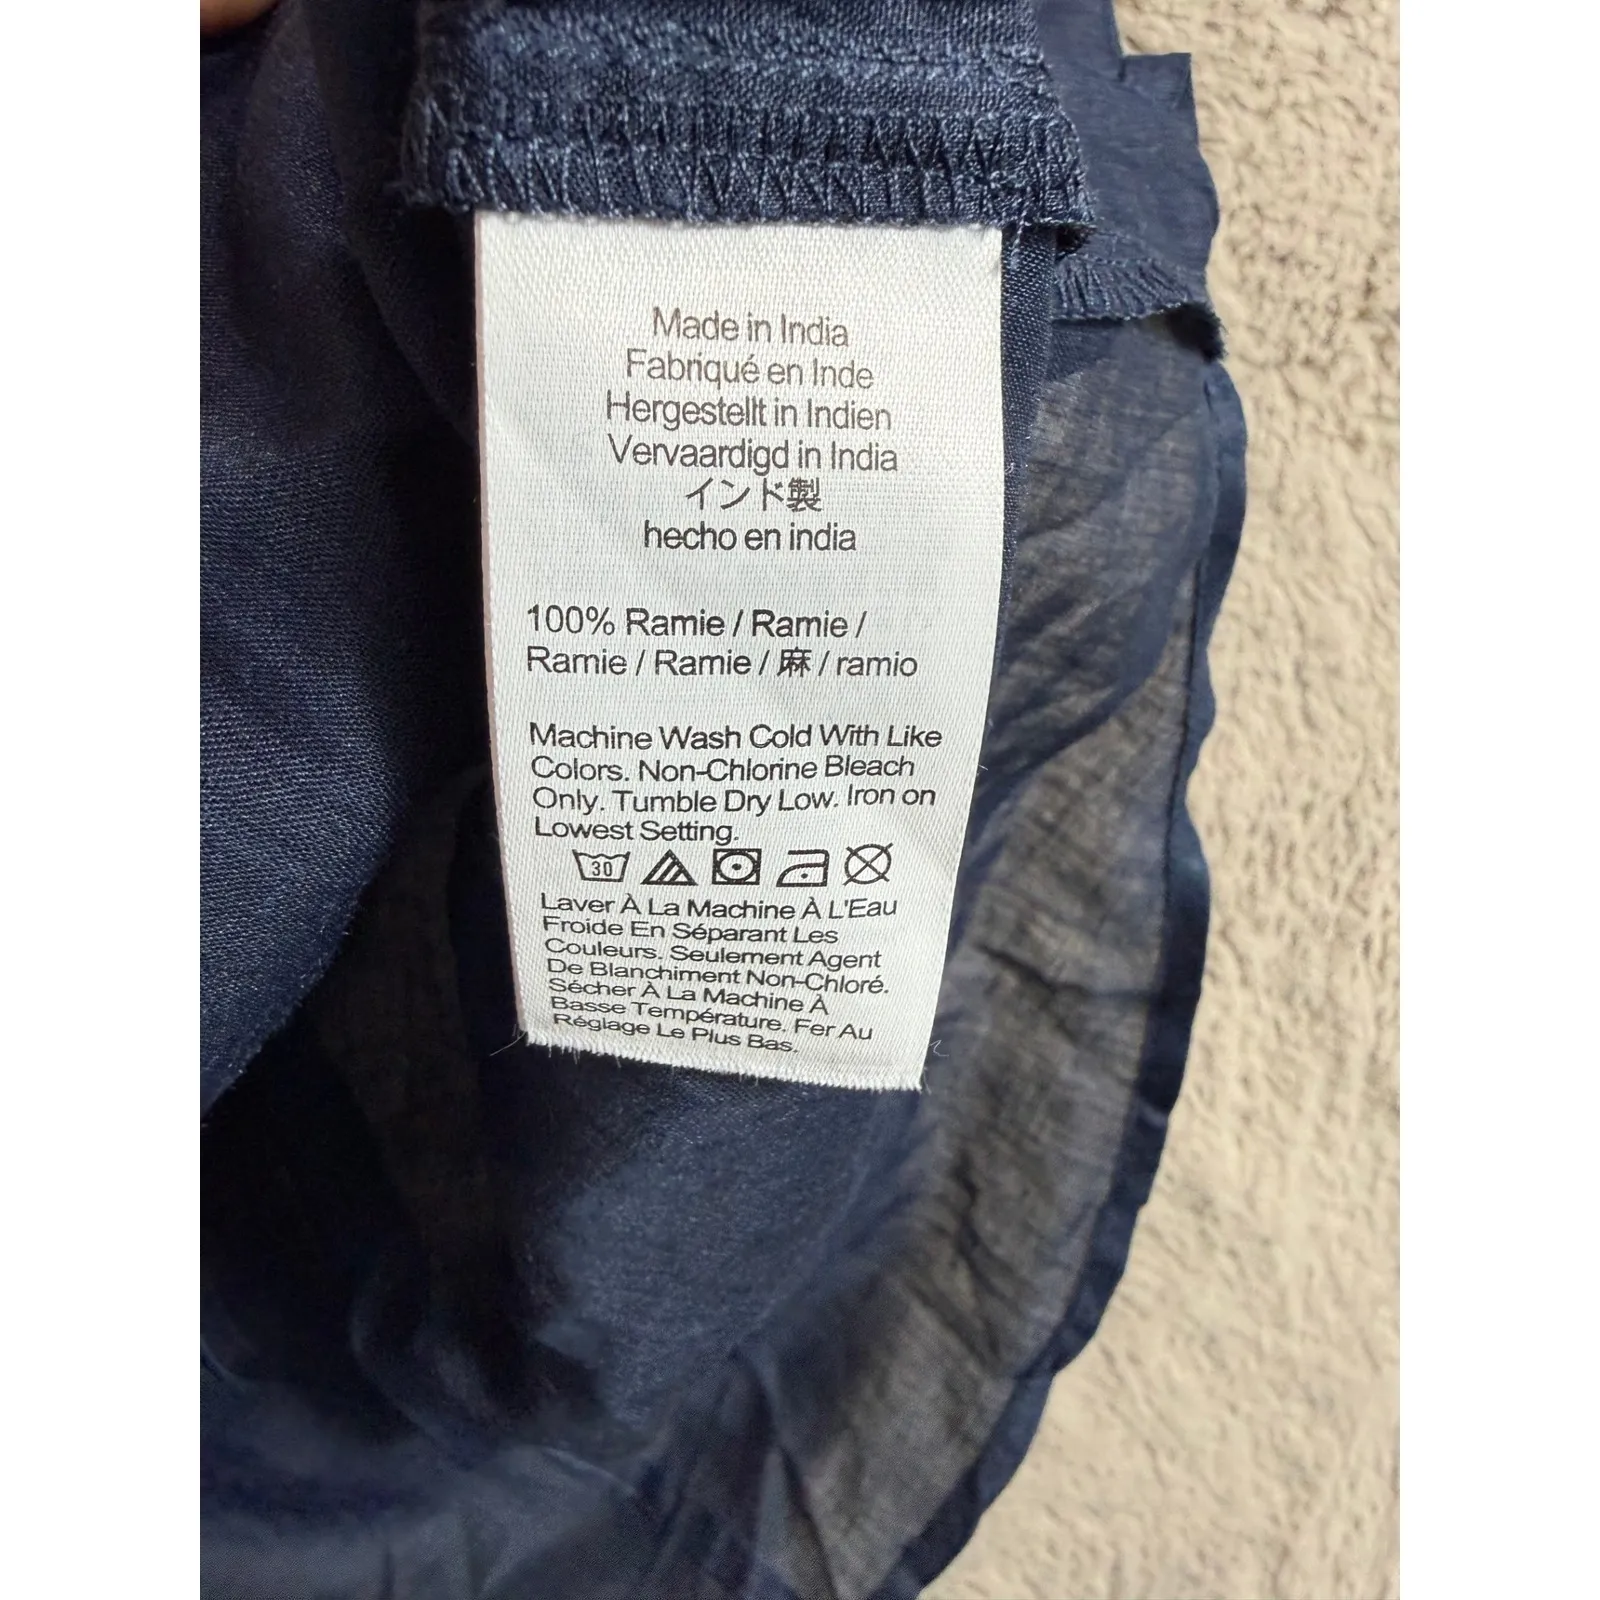 Made in India
Fabriqué en Inde
Hergestellt in Indien
Vervaardigd in India
インド製
hecho en india
100% Ramie / Ramie /
Ramie / Ramie / 麻 / ramio
Machine Wash Cold With Like
Colors. Non-Chlorine Bleach
Only. Tumble Dry Low. Iron on
Lowest Setting.
30
Laver À La Machine À L'Eau
Froide En Séparant Les
Couleurs. Seulement Agent
De Blanchiment Non-Chloré.
Sécher À La Machine À
Basse Température. Fer Au
Réglage Le Plus Bas.